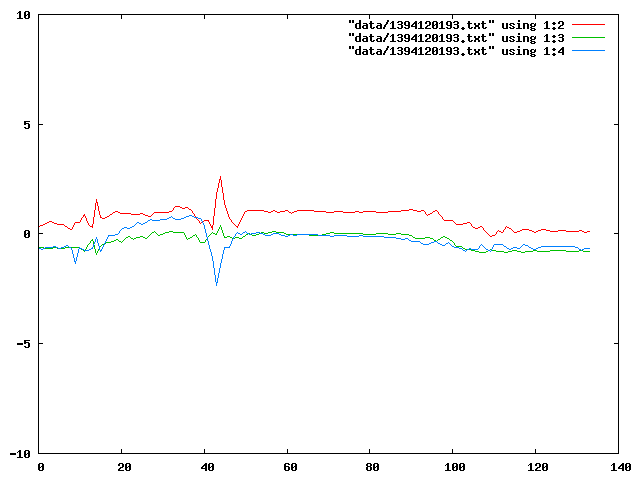 10
"data/1394120193.txt" using 1:2
"data/1394120193.txt" using 1:3
"data/1394120193.txt" using 1:4
5
0
-5
-10
0 20 40 60 80 100 120 140